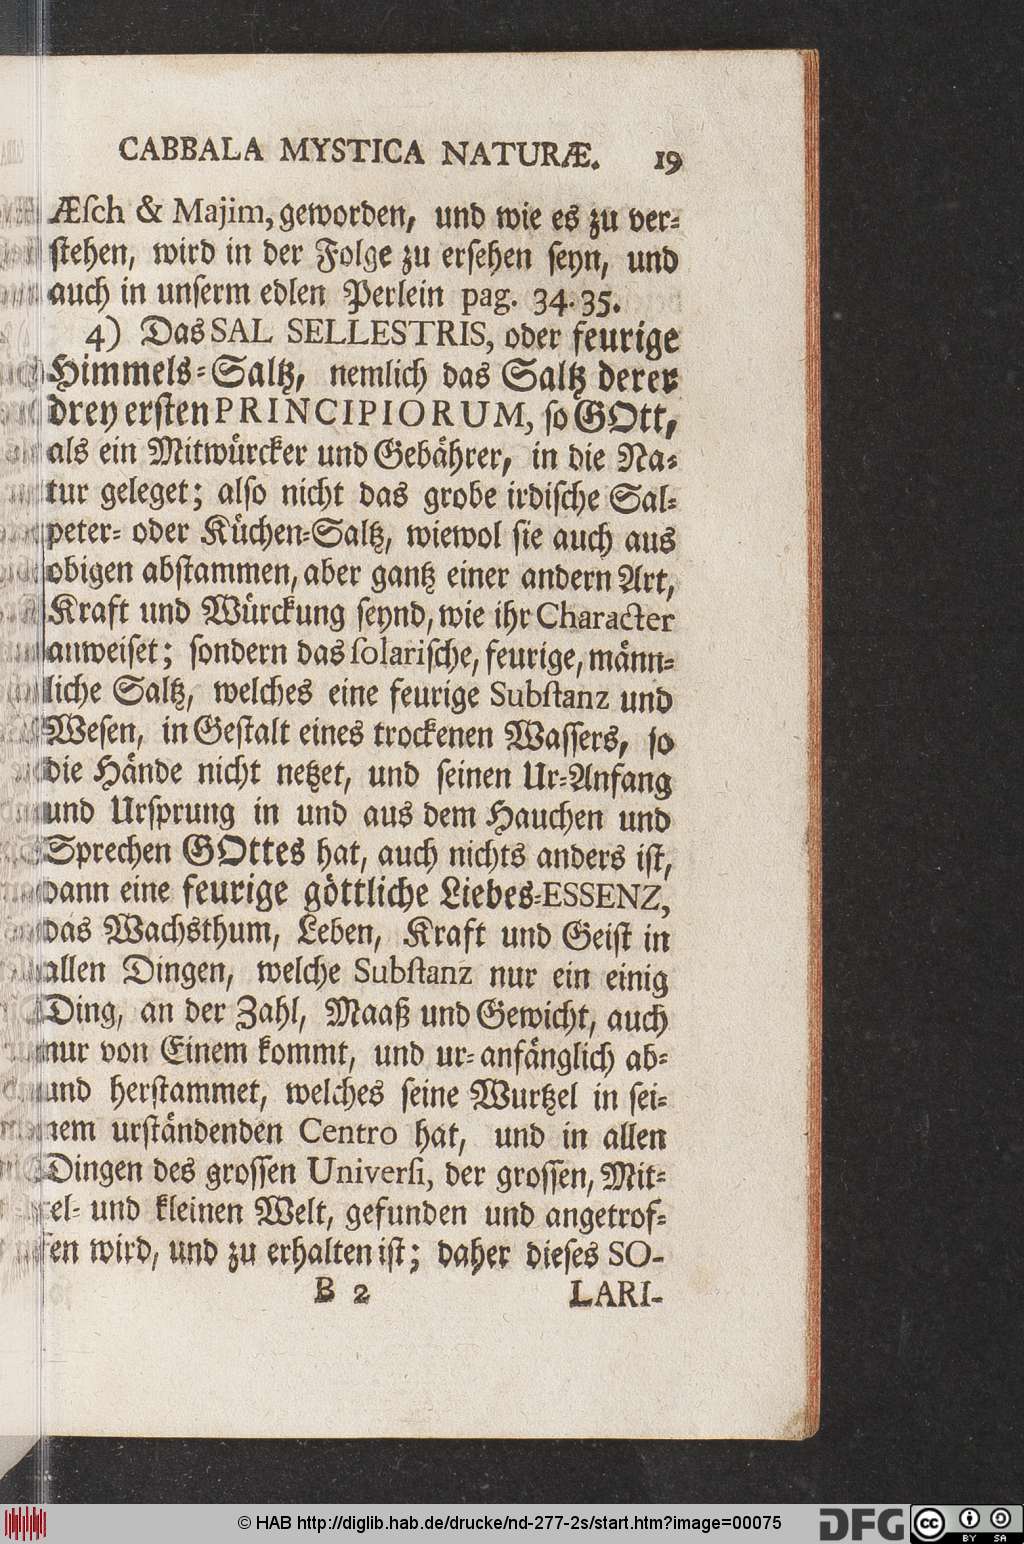 CABBALA MYSTICA NATURÆ. 19
Æſch & Majim, geworden, und wie es zu ver⸗
ſtehen, wird in der Folge zu erſehen ſeyn, und
auch in unſerm edlen Perlein pag. 34. 35.
4) Das SAL SELLESTRIS, oder feurige
Himmels⸗Saltz, nemlich das Saltz derer
drey erſten PRINCIPIORUM, ſo GOtt,
als ein Mitwürcker und Gebährer, in die Na⸗
tur geleget; alſo nicht das grobe irdiſche Sal⸗
peter⸗ oder Küchen⸗Saltz, wiewol ſie auch aus
obigen abſtammen, aber gantz einer andern Art,
Kraft und Würckung ſeynd, wie ihr Character
anweiſet; ſondern das ſolariſche, feurige, männ⸗
liche Saltz, welches eine feurige Subſtanz und
Weſen, in Geſtalt eines trockenen Waſſers, ſo
die Hände nicht netzet, und ſeinen Ur⸗Anfang
und Urſprung in und aus dem Hauchen und
Sprechen GOttes hat, auch nichts anders iſt,
dann eine feurige göttliche Liebes⸗ESSENZ,
das Wachsthum, Leben, Kraft und Geiſt in
allen Dingen, welche Subſtanz nur ein einig
Ding, an der Zahl, Maaß und Gewicht, auch
nur von Einem kommt, und ur⸗anfänglich ab⸗
und herſtammet, welches ſeine Wurtzel in ſei⸗
nem urſtändenden Centro hat, und in allen
Dingen des groſſen Univerſi, der groſſen, Mit⸗
el⸗ und kleinen Welt, gefunden und angetrof⸗
fen wird, und zu erhalten iſt; daher dieſes SO-
B 2 LARI-
© HAB http://diglib.hab.de/drucke/nd-277-2s/start.htm?image=00075
DFG
cc BY SA